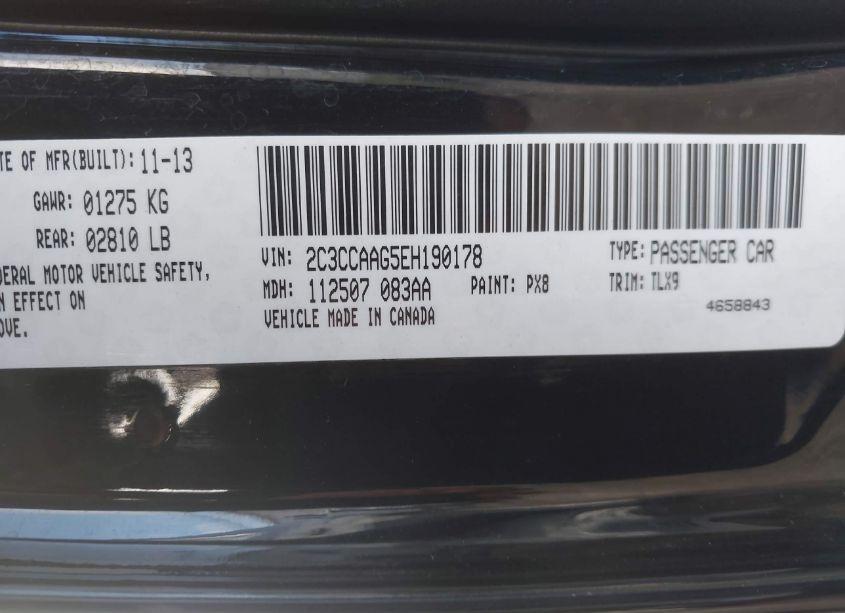 TE OF MFR(BUILT): 11-13
GAWR: 01275 KG
REAR: 02810 LB
DERAL MOTOR VEHICLE SAFETY,
N EFFECT ON
OVE.
VIN: 2C3CCAAG5EH190178
TYPE: PASSENGER CAR
MDH: 112507 083AA
PAINT: PX8
TRIM: TLX9
VEHICLE MADE IN CANADA
4658843